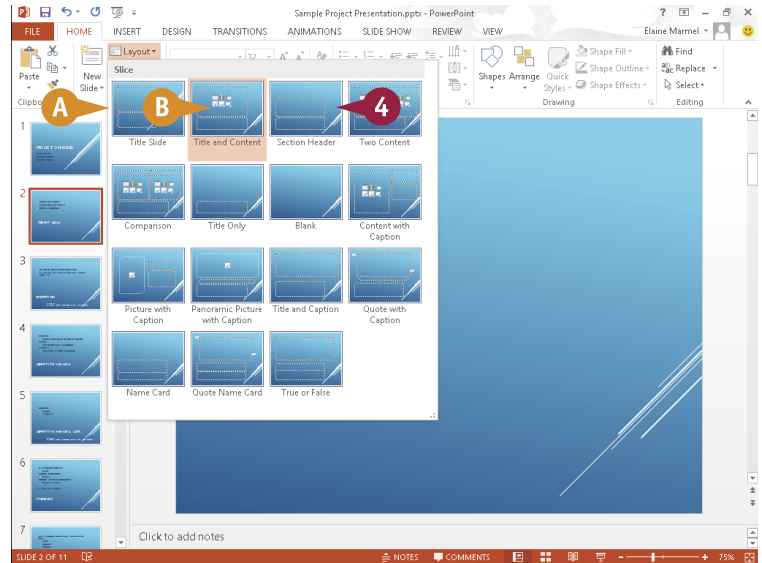 Sample Project Presentation.pptx - PowerPoint
FILE HOME INSERT DESIGN TRANSITIONS ANIMATIONS SLIDE SHOW REVIEW VIEW Elaine Marmel
Layout
32
Paste
New
Slide
Shapes Arrange Quick
Styles
Shape Fill
Shape Outline
Shape Effects
Find
Replace
Select
Clipbo
Drawing
Editing
Slice
A
B
4
Title Slide
Title and Content
Section Header
Two Content
Comparison
Title Only
Blank
Content with
Caption
Picture with
Caption
Panoramic Picture
with Caption
Title and Caption
Quote with
Caption
Name Card
Quote Name Card
True or False
1
2
3
4
5
6
7
Click to add notes
SLIDE 2 OF 11
NOTES
COMMENTS
75%